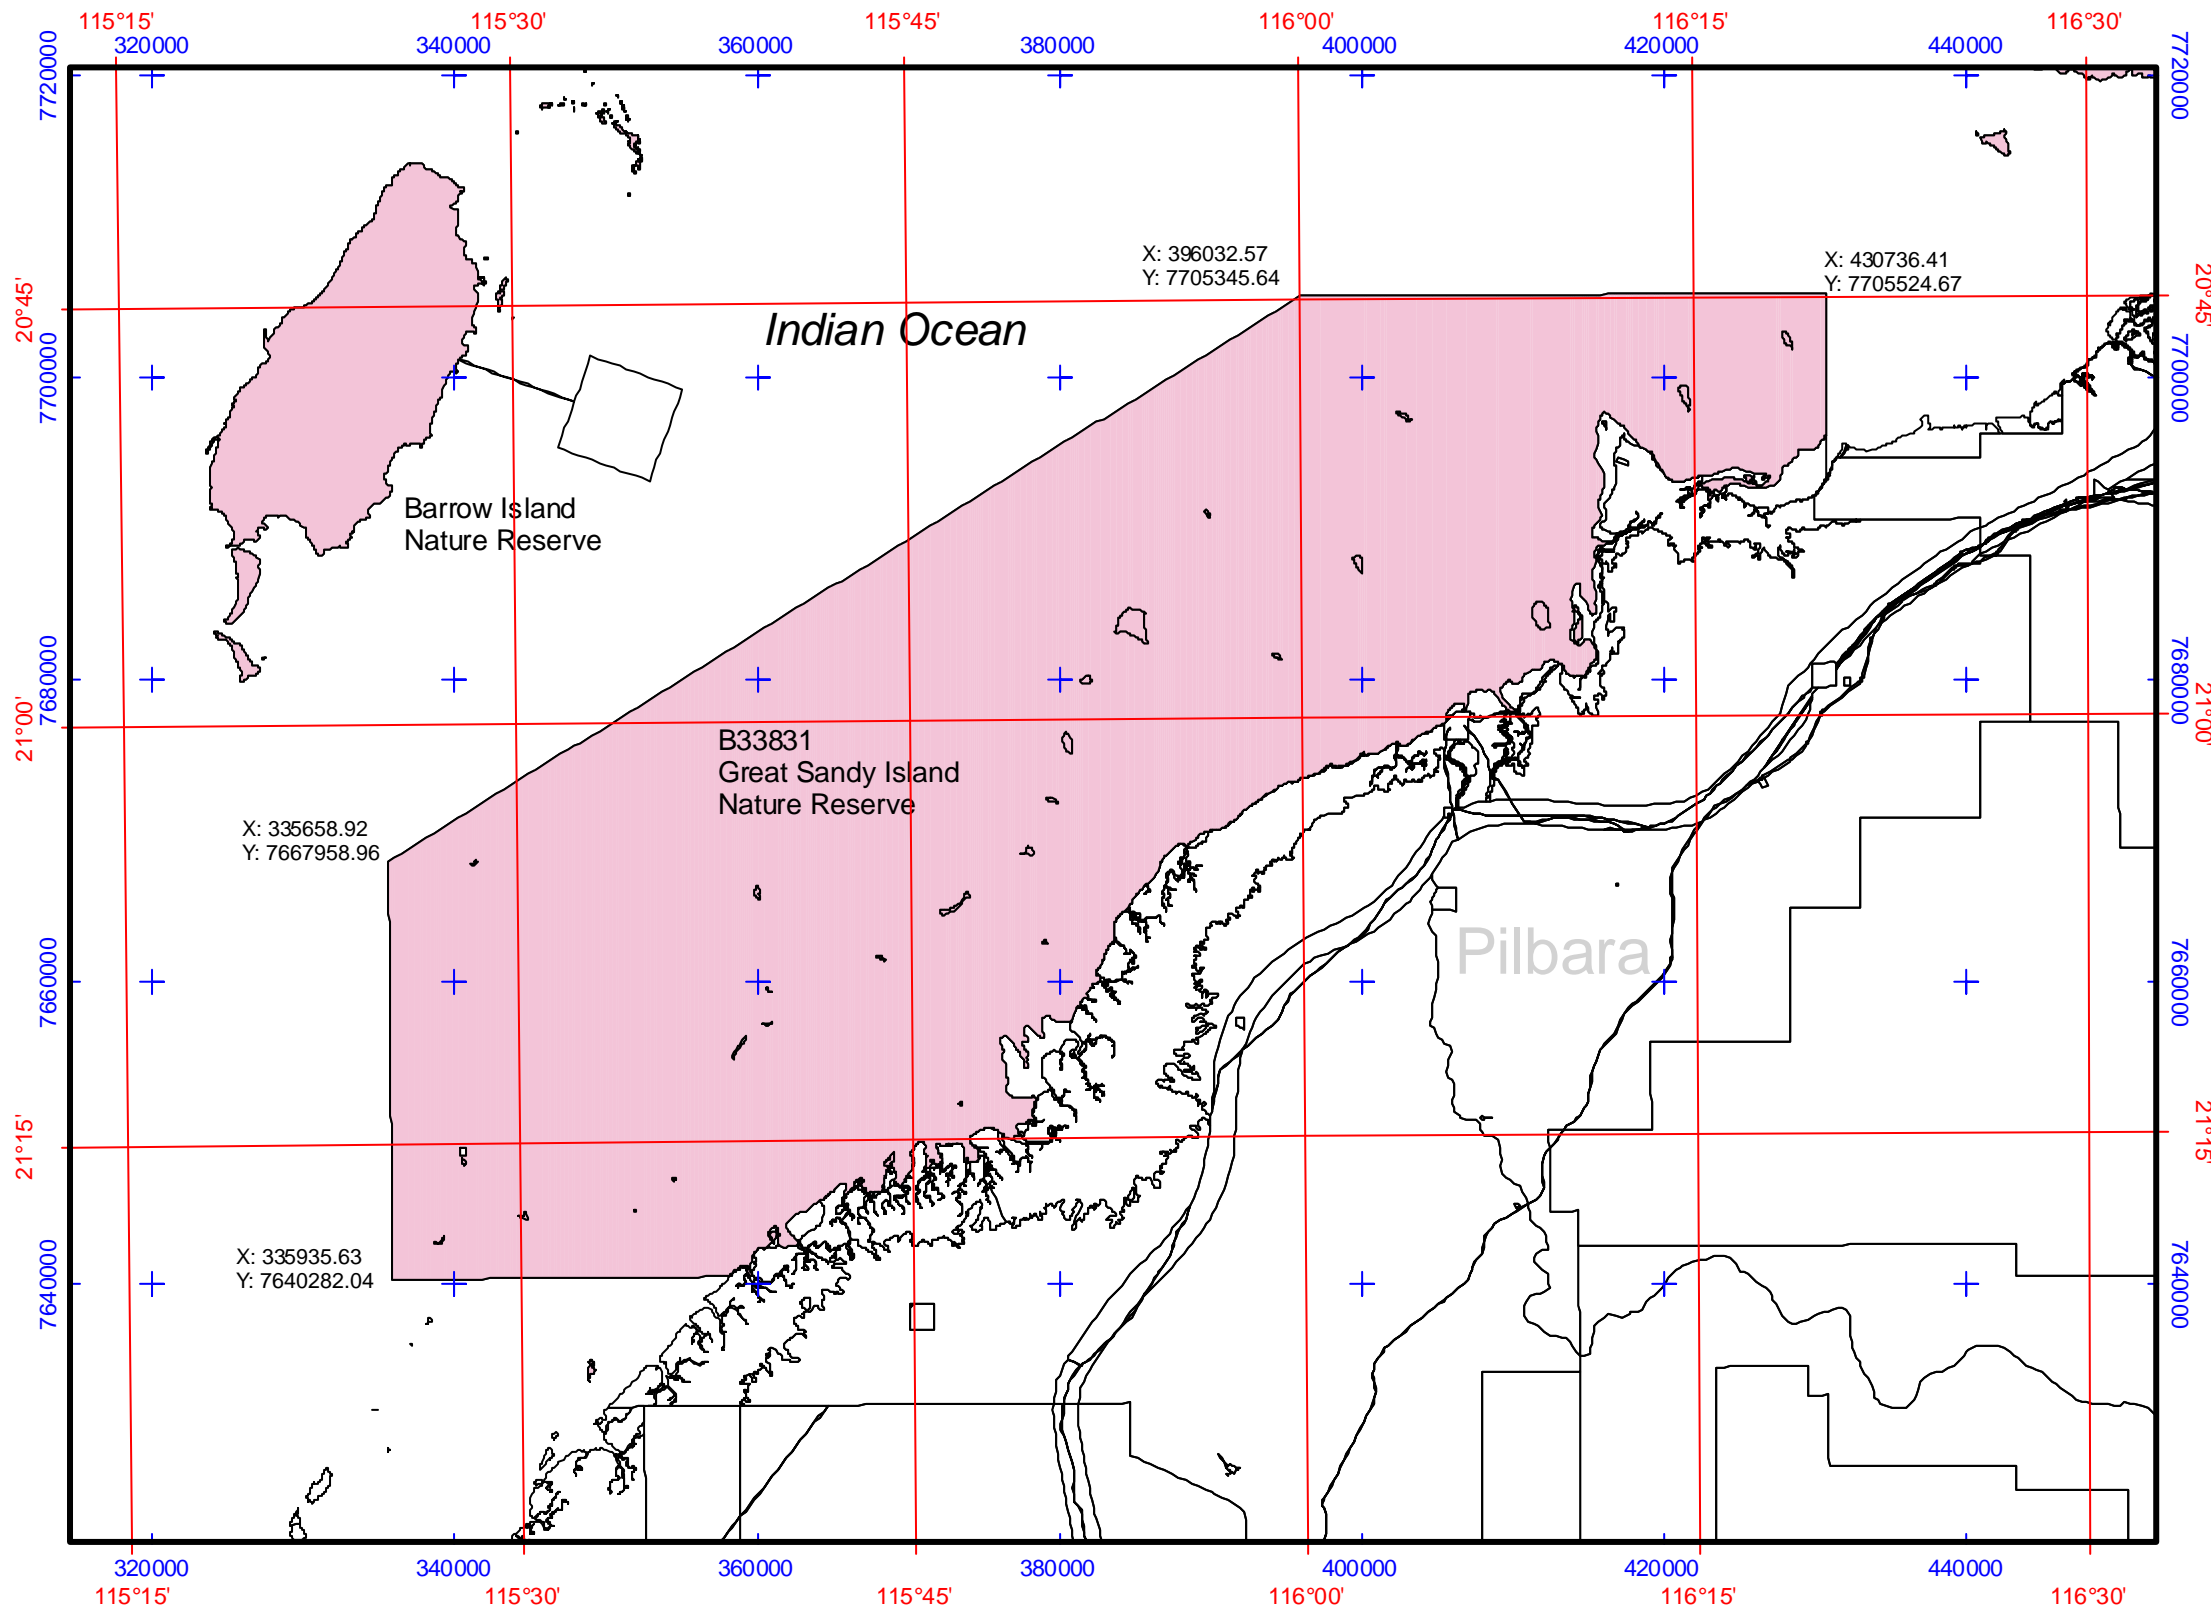 115°15'
115°30'
115°45'
116°00'
116°15'
116°30'
320000
340000
360000
380000
400000
420000
440000
7720000
7720000
X: 396032.57
Y: 7705345.64
X: 430736.41
Y: 7705524.67
20°45'
20°45'
Indian Ocean
7700000
7700000
Barrow Island
Nature Reserve
7680000
7680000
21°00'
21°00'
B33831
Great Sandy Island
Nature Reserve
X: 335658.92
Y: 7667958.96
Pilbara
7660000
7660000
21°15'
21°15'
X: 335935.63
Y: 7640282.04
7640000
7640000
320000
340000
360000
380000
400000
420000
440000
115°15'
115°30'
115°45'
116°00'
116°15'
116°30'